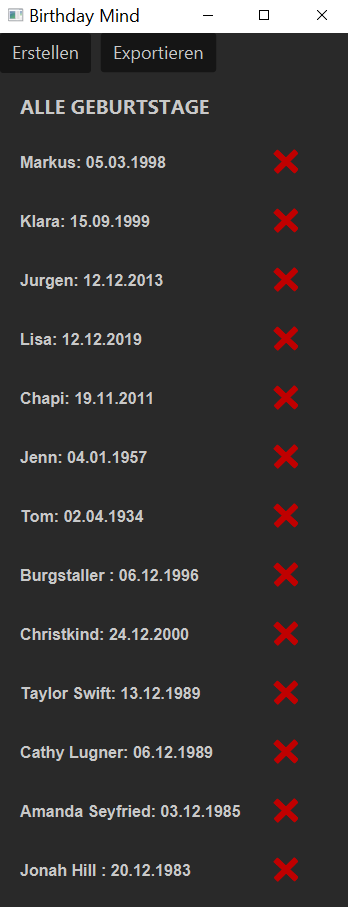 Birthday Mind
Erstellen Exportieren
ALLE GEBURTSTAGE
Markus: 05.03.1998
Klara: 15.09.1999
Jurgen: 12.12.2013
Lisa: 12.12.2019
Chapi: 19.11.2011
Jenn: 04.01.1957
Tom: 02.04.1934
Burgstaller : 06.12.1996
Christkind: 24.12.2000
Taylor Swift: 13.12.1989
Cathy Lugner: 06.12.1989
Amanda Seyfried: 03.12.1985
Jonah Hill : 20.12.1983